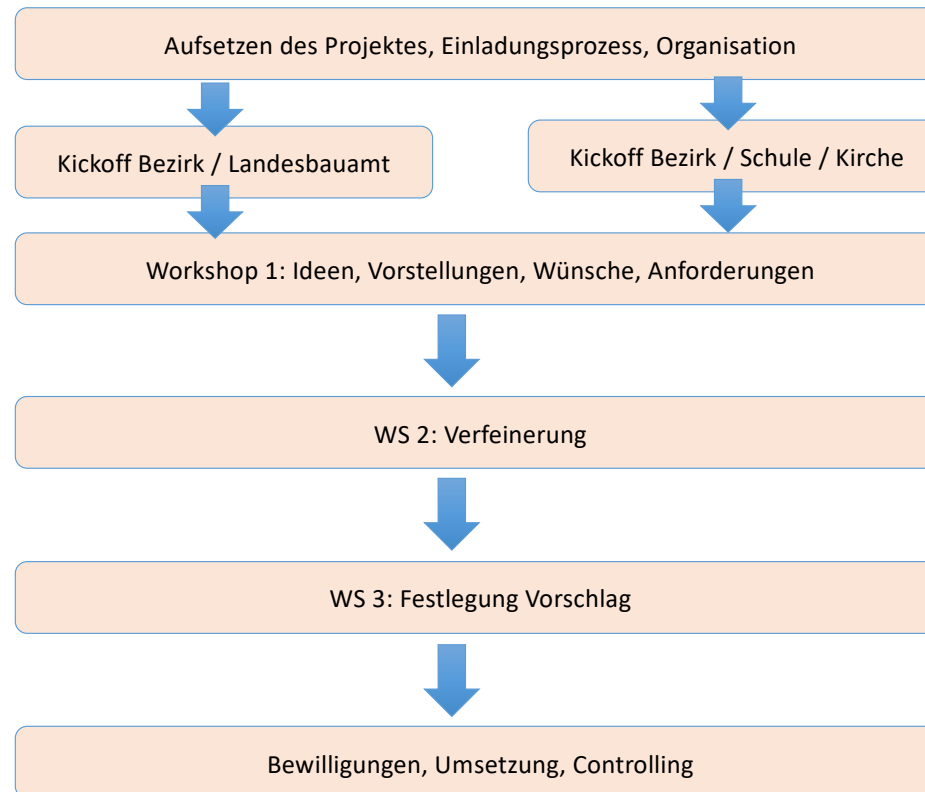 Aufsetzen des Projektes, Einladungsprozess, Organisation
Kickoff Bezirk / Landesbauamt
Kickoff Bezirk / Schule / Kirche
Workshop 1: Ideen, Vorstellungen, Wünsche, Anforderungen
WS 2: Verfeinerung
WS 3: Festlegung Vorschlag
Bewilligungen, Umsetzung, Controlling